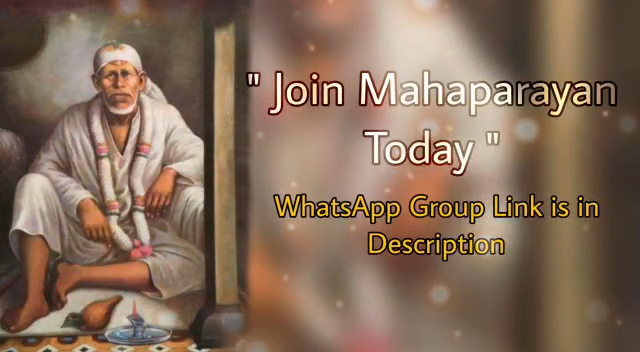 " Join Mahaparayan
Today "
WhatsApp Group Link is in
Description